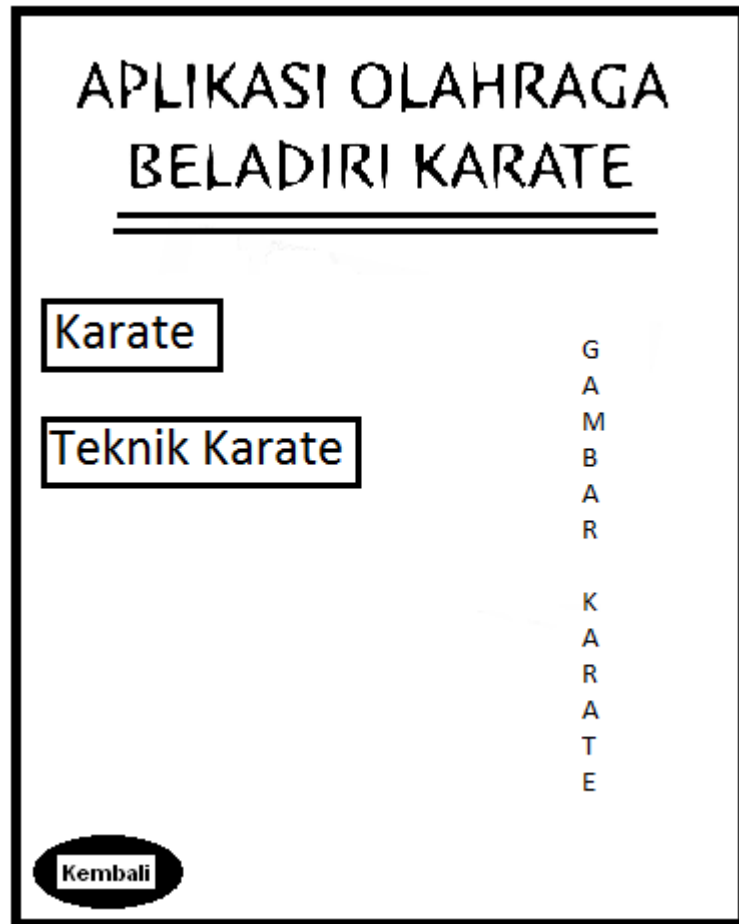 APLIKASI OLAHRAGA
BELADIRI KARATE
Karate
Teknik Karate
G
A
M
B
A
R
K
A
R
A
T
E
Kembali